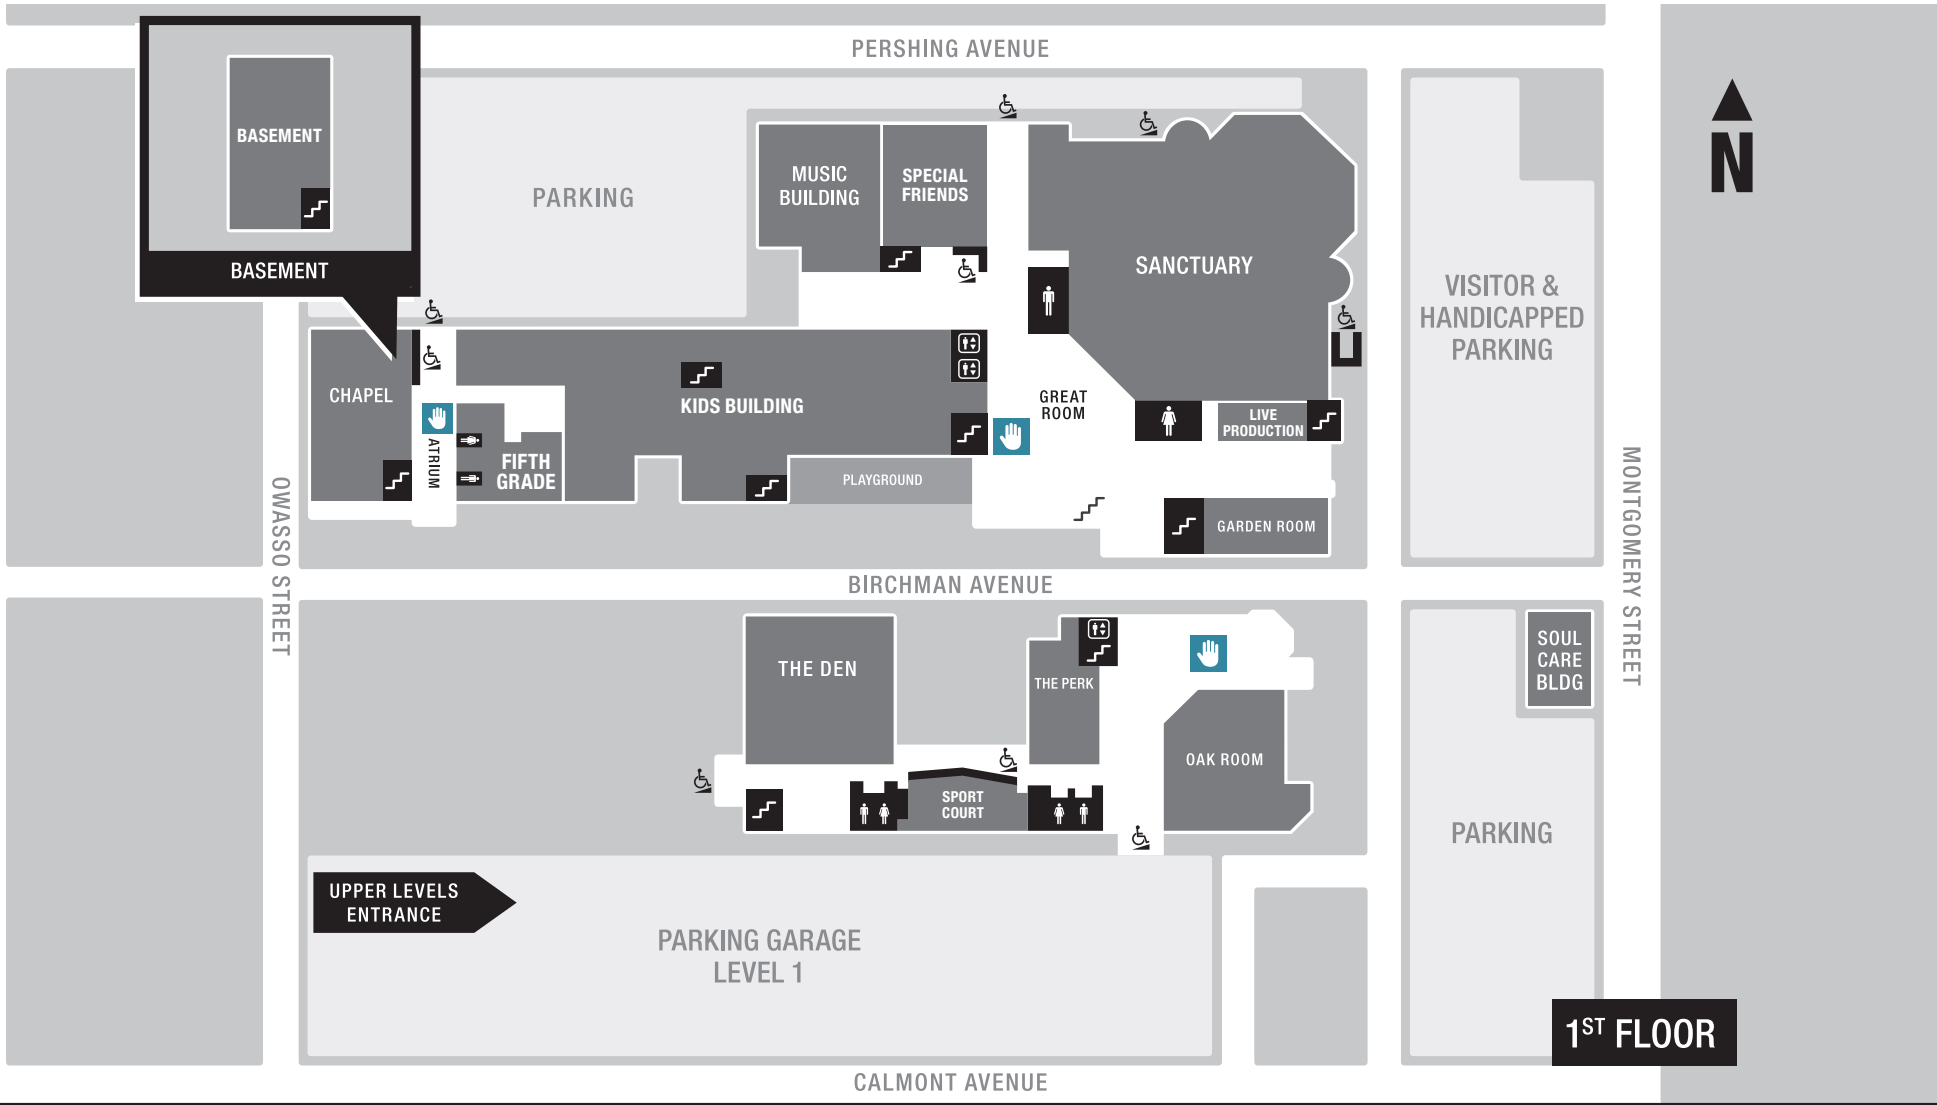 PERSHING AVENUE
BASEMENT
BASEMENT
PARKING
MUSIC
BUILDING
SPECIAL
FRIENDS
SANCTUARY
N
VISITOR &
HANDICAPPED
PARKING
CHAPEL
ATRIUM
FIFTH
GRADE
KIDS BUILDING
PLAYGROUND
GREAT
ROOM
LIVE
PRODUCTION
GARDEN ROOM
OWASSO STREET
MONTGOMERY STREET
BIRCHMAN AVENUE
THE DEN
THE PERK
OAK ROOM
SPORT
COURT
SOUL
CARE
BLDG
PARKING
UPPER LEVELS
ENTRANCE
PARKING GARAGE
LEVEL 1
1ST FLOOR
CALMONT AVENUE